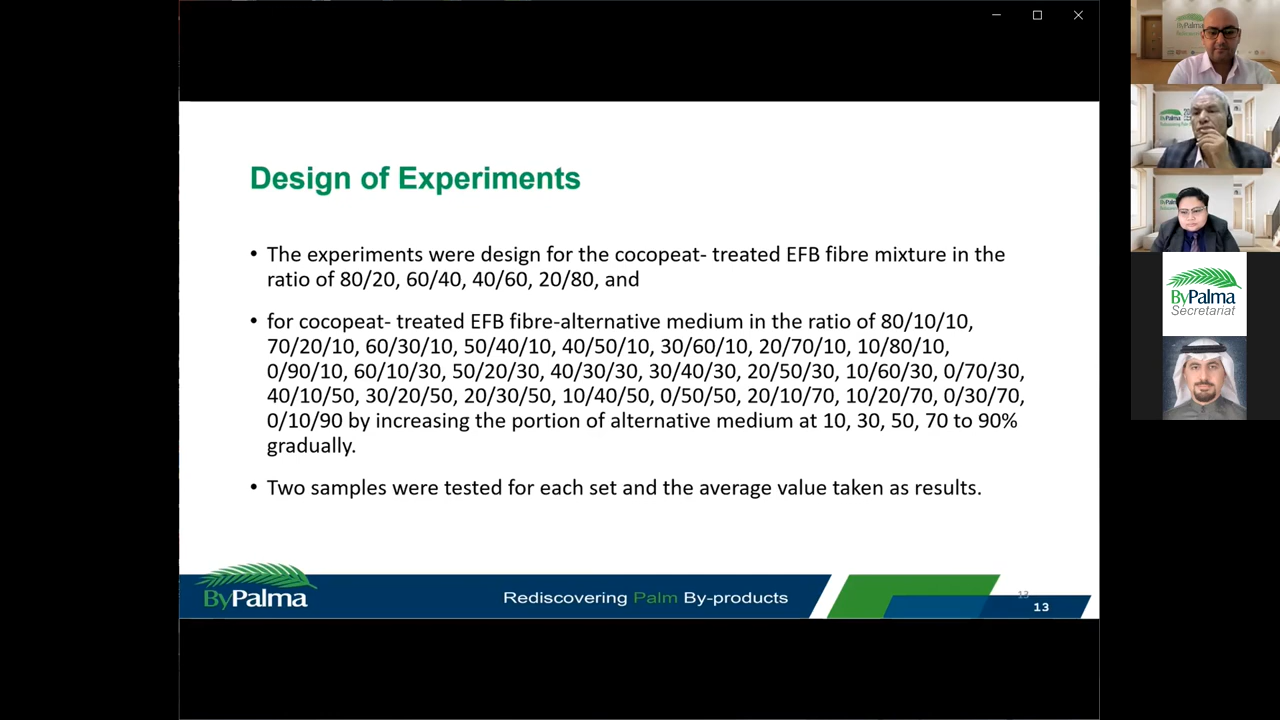 Design of Experiments
• The experiments were design for the cocopeat- treated EFB fibre mixture in the
ratio of 80/20, 60/40, 40/60, 20/80, and
• for cocopeat- treated EFB fibre-alternative medium in the ratio of 80/10/10,
70/20/10, 60/30/10, 50/40/10, 40/50/10, 30/60/10, 20/70/10, 10/80/10,
0/90/10, 60/10/30, 50/20/30, 40/30/30, 30/40/30, 20/50/30, 10/60/30, 0/70/30,
40/10/50, 30/20/50, 20/30/50, 10/40/50, 0/50/50, 20/10/70, 10/20/70, 0/30/70,
0/10/90 by increasing the portion of alternative medium at 10, 30, 50, 70 to 90%
gradually.
• Two samples were tested for each set and the average value taken as results.
ByPalma
Rediscovering Palm By-products
13
13
ByPalma
Secretariat